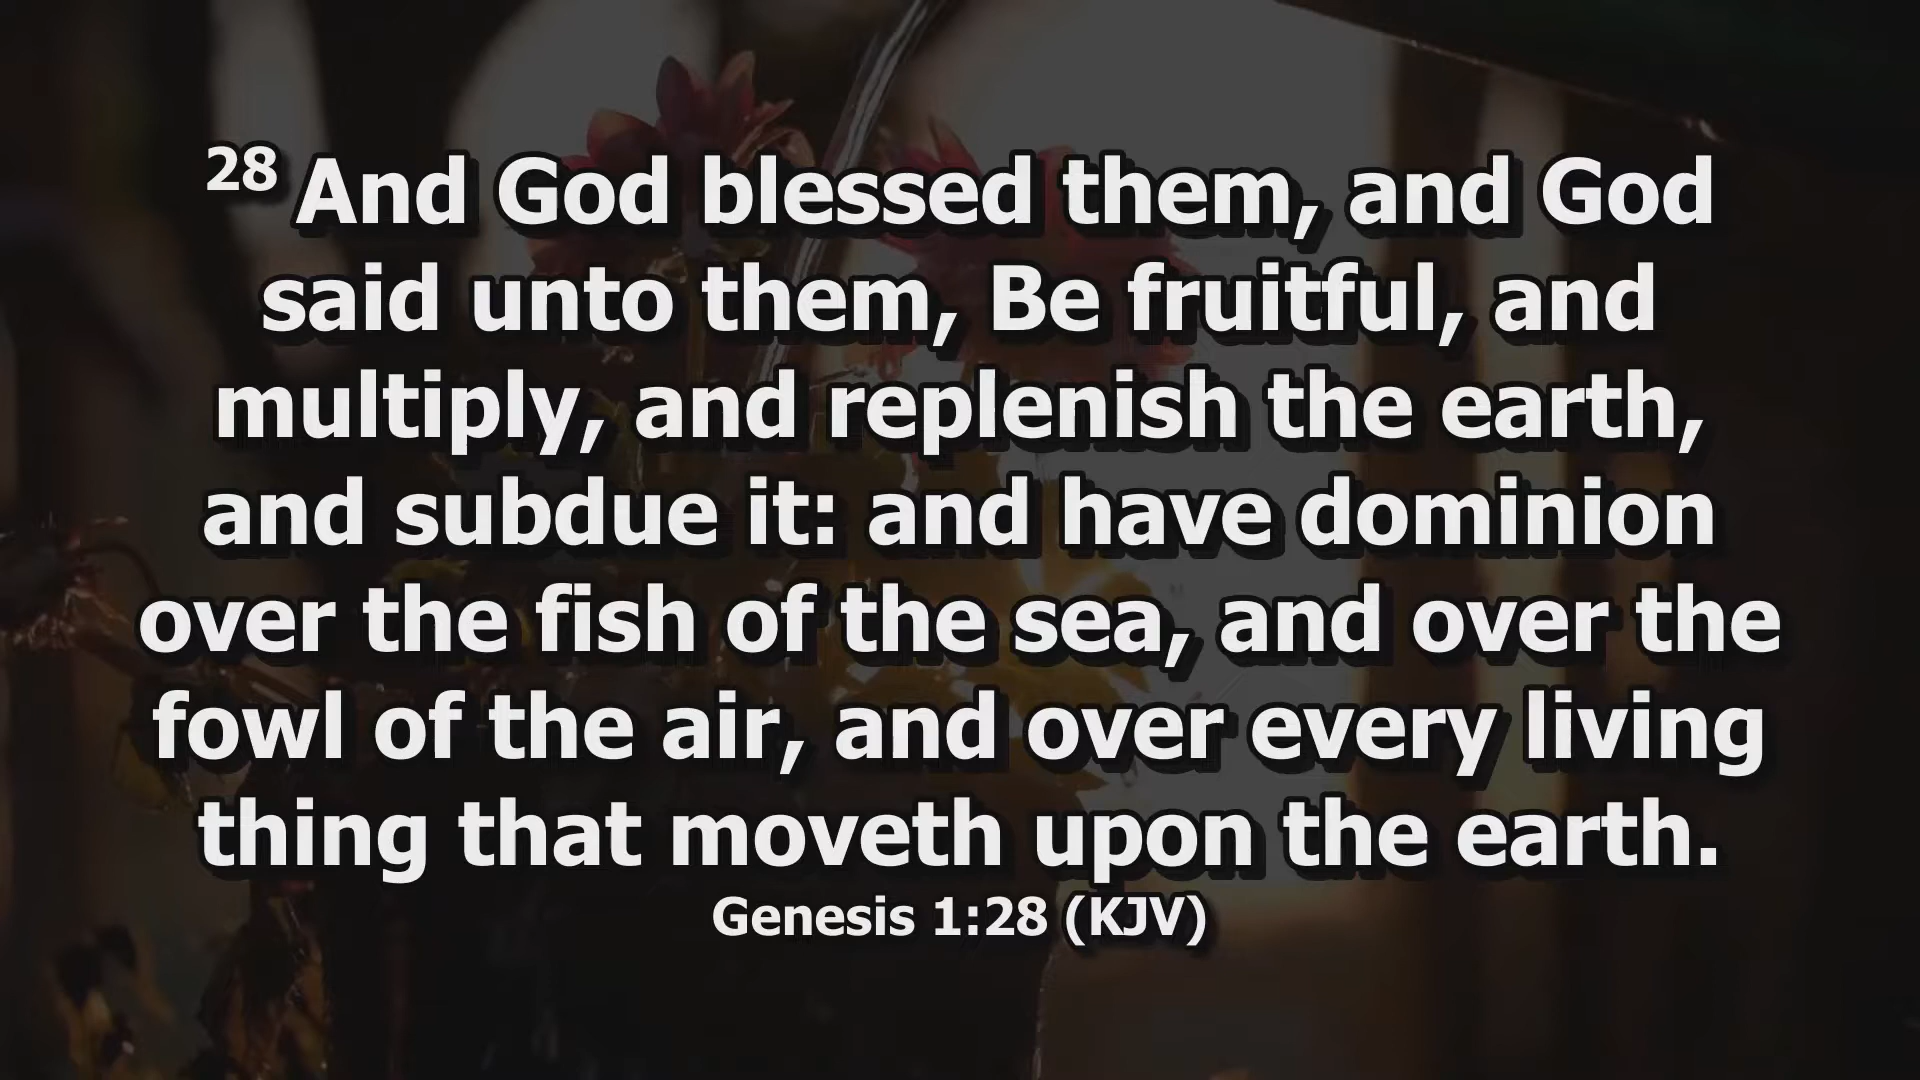 28 And God blessed them, and God
said unto them, Be fruitful, and
multiply, and replenish the earth,
and subdue it: and have dominion
over the fish of the sea, and over the
fowl of the air, and over every living
thing that moveth upon the earth.
Genesis 1:28 (KJV)